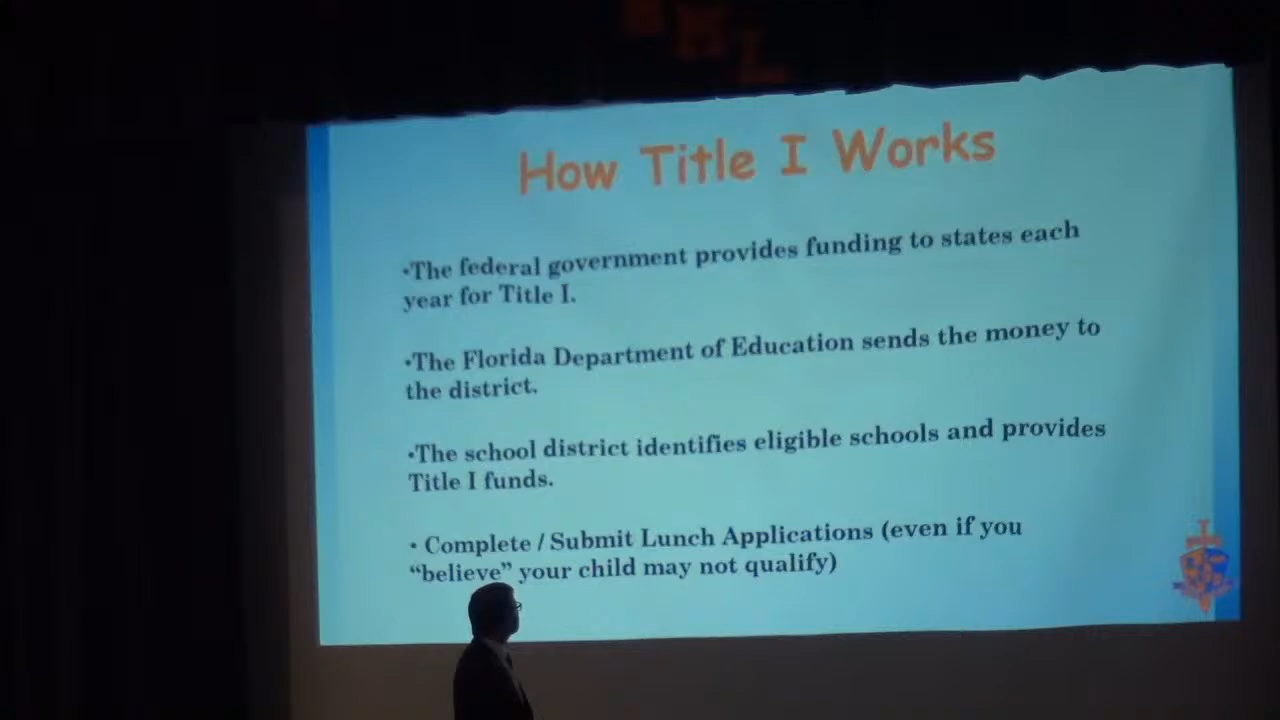 How Title I Works
•The federal government provides funding to states each
year for Title I.
•The Florida Department of Education sends the money to
the district.
•The school district identifies eligible schools and provides
Title I funds.
• Complete / Submit Lunch Applications (even if you
“believe” your child may not qualify)